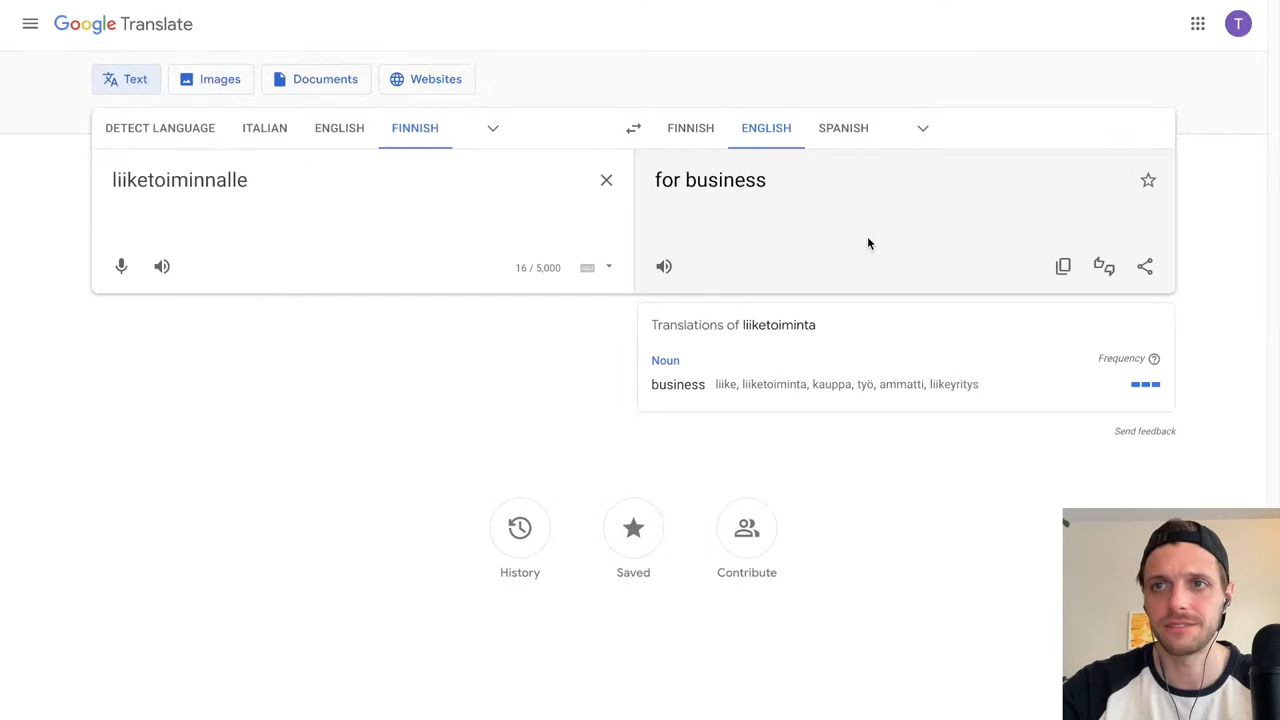 Google Translate
T
Text
Images
Documents
Websites
DETECT LANGUAGE
ITALIAN
ENGLISH
FINNISH
FINNISH
ENGLISH
SPANISH
liiketoiminnalle
for business
16 / 5,000
Translations of liiketoiminta
Noun
Frequency
business
liike, liiketoiminta, kauppa, työ, ammatti, liikeyritys
Send feedback
History
Saved
Contribute